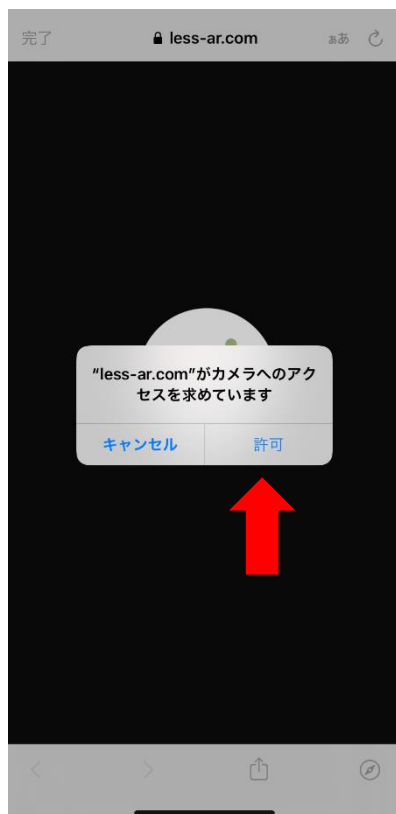 完了 less-ar.com ぁあ
“less-ar.com”がカメラへのアク
セスを求めています
キャンセル 許可